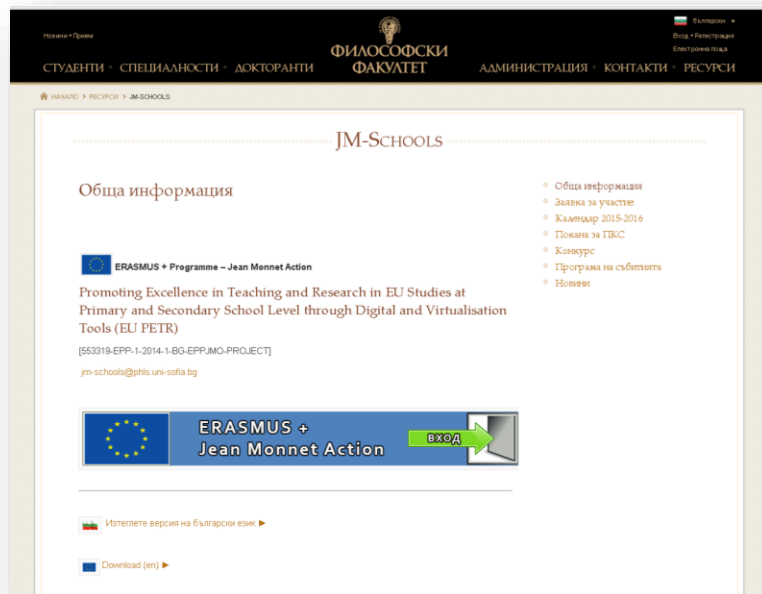 Български
Новини • Прием
Вход • Регистрация
Електронна поща
ФИЛОСОФСКИ
ФАКУЛТЕТ
СТУДЕНТИ • СПЕЦИАЛНОСТИ • ДОКТОРАНТИ
АДМИНИСТРАЦИЯ • КОНТАКТИ • РЕСУРСИ
НАЧАЛО › РЕСУРСИ › JM-SCHOOLS
JM-Schools
Обща информация
Обща информация
Заявка за участие
Календар 2015-2016
Покана за ПКС
Конкурс
Програма на събитията
Новини
ERASMUS + Programme – Jean Monnet Action
Promoting Excellence in Teaching and Research in EU Studies at
Primary and Secondary School Level through Digital and Virtualisation
Tools (EU PETR)
[553319-EPP-1-2014-1-BG-EPPJMO-PROJECT]
jm-schools@phls.uni-sofia.bg
ERASMUS +
Jean Monnet Action
ВХОД
Изтеглете версия на български език ►
Download (en) ►